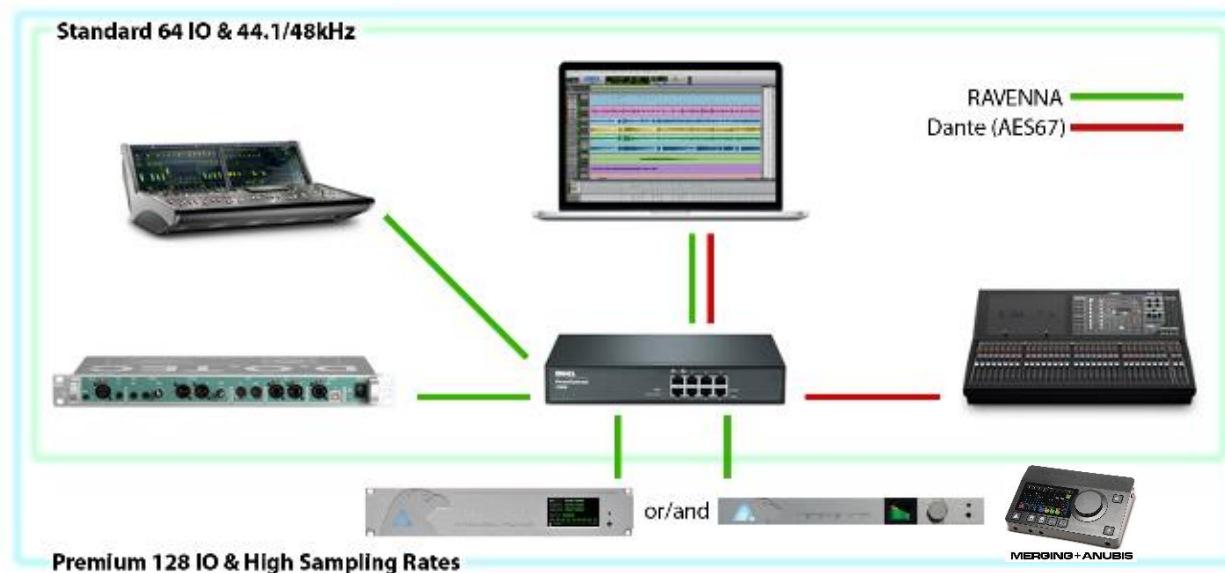 Standard 64 IO & 44.1/48kHz
RAVENNA
Dante (AES67)
or/and
MERGING+ANUBIS
Premium 128 IO & High Sampling Rates